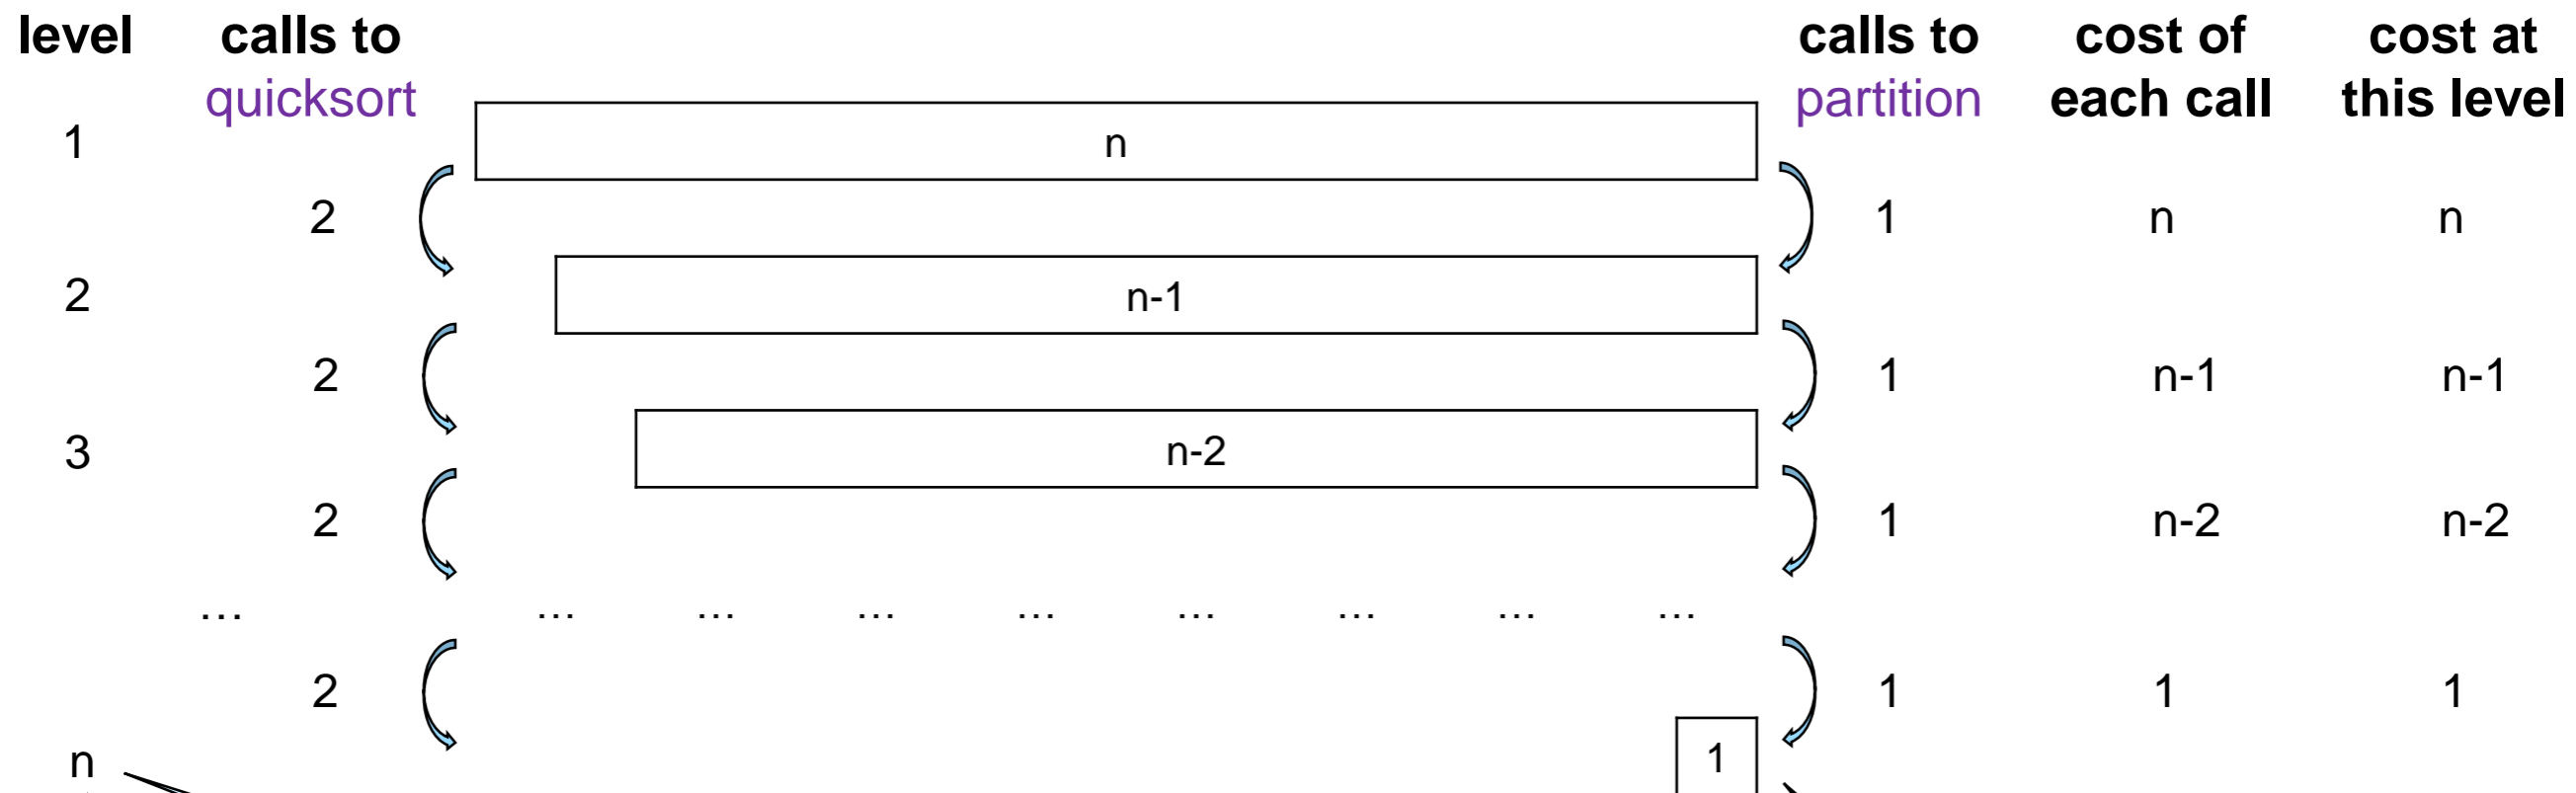 level calls to calls to cost of cost at
quicksort partition each call this level
1 n
2 1 n n
2 n-1
2 1 n-1 n-1
3 n-2
2 1 n-2 n-2
... ... ... ... ... ... ... ... ...
2 1 1 1
n 1